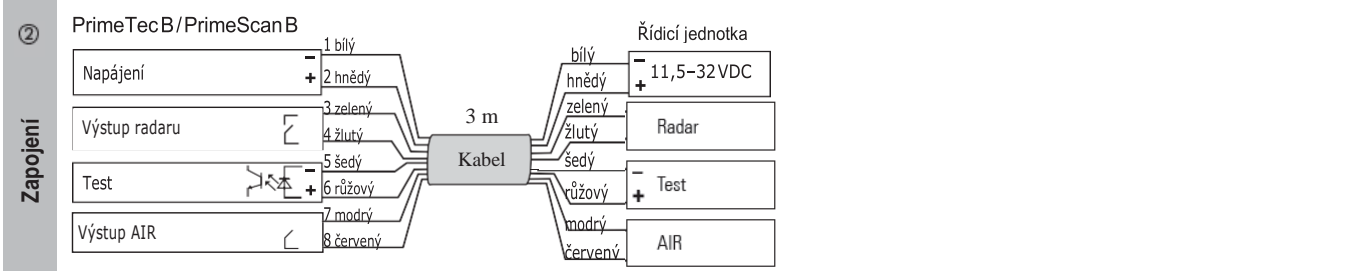 ②
Zapojení
PrimeTec B / PrimeScan B
Řídicí jednotka
Napájení
–
+
1 bílý
2 hnědý
Výstup radaru
3 zelený
4 žlutý
Test
–
+
5 šedý
6 růžový
Výstup AIR
7 modrý
8 červený
3 m
Kabel
bílý
hnědý
–
+
11,5–32 VDC
zelený
žlutý
Radar
šedý
růžový
–
+
Test
modrý
červený
AIR